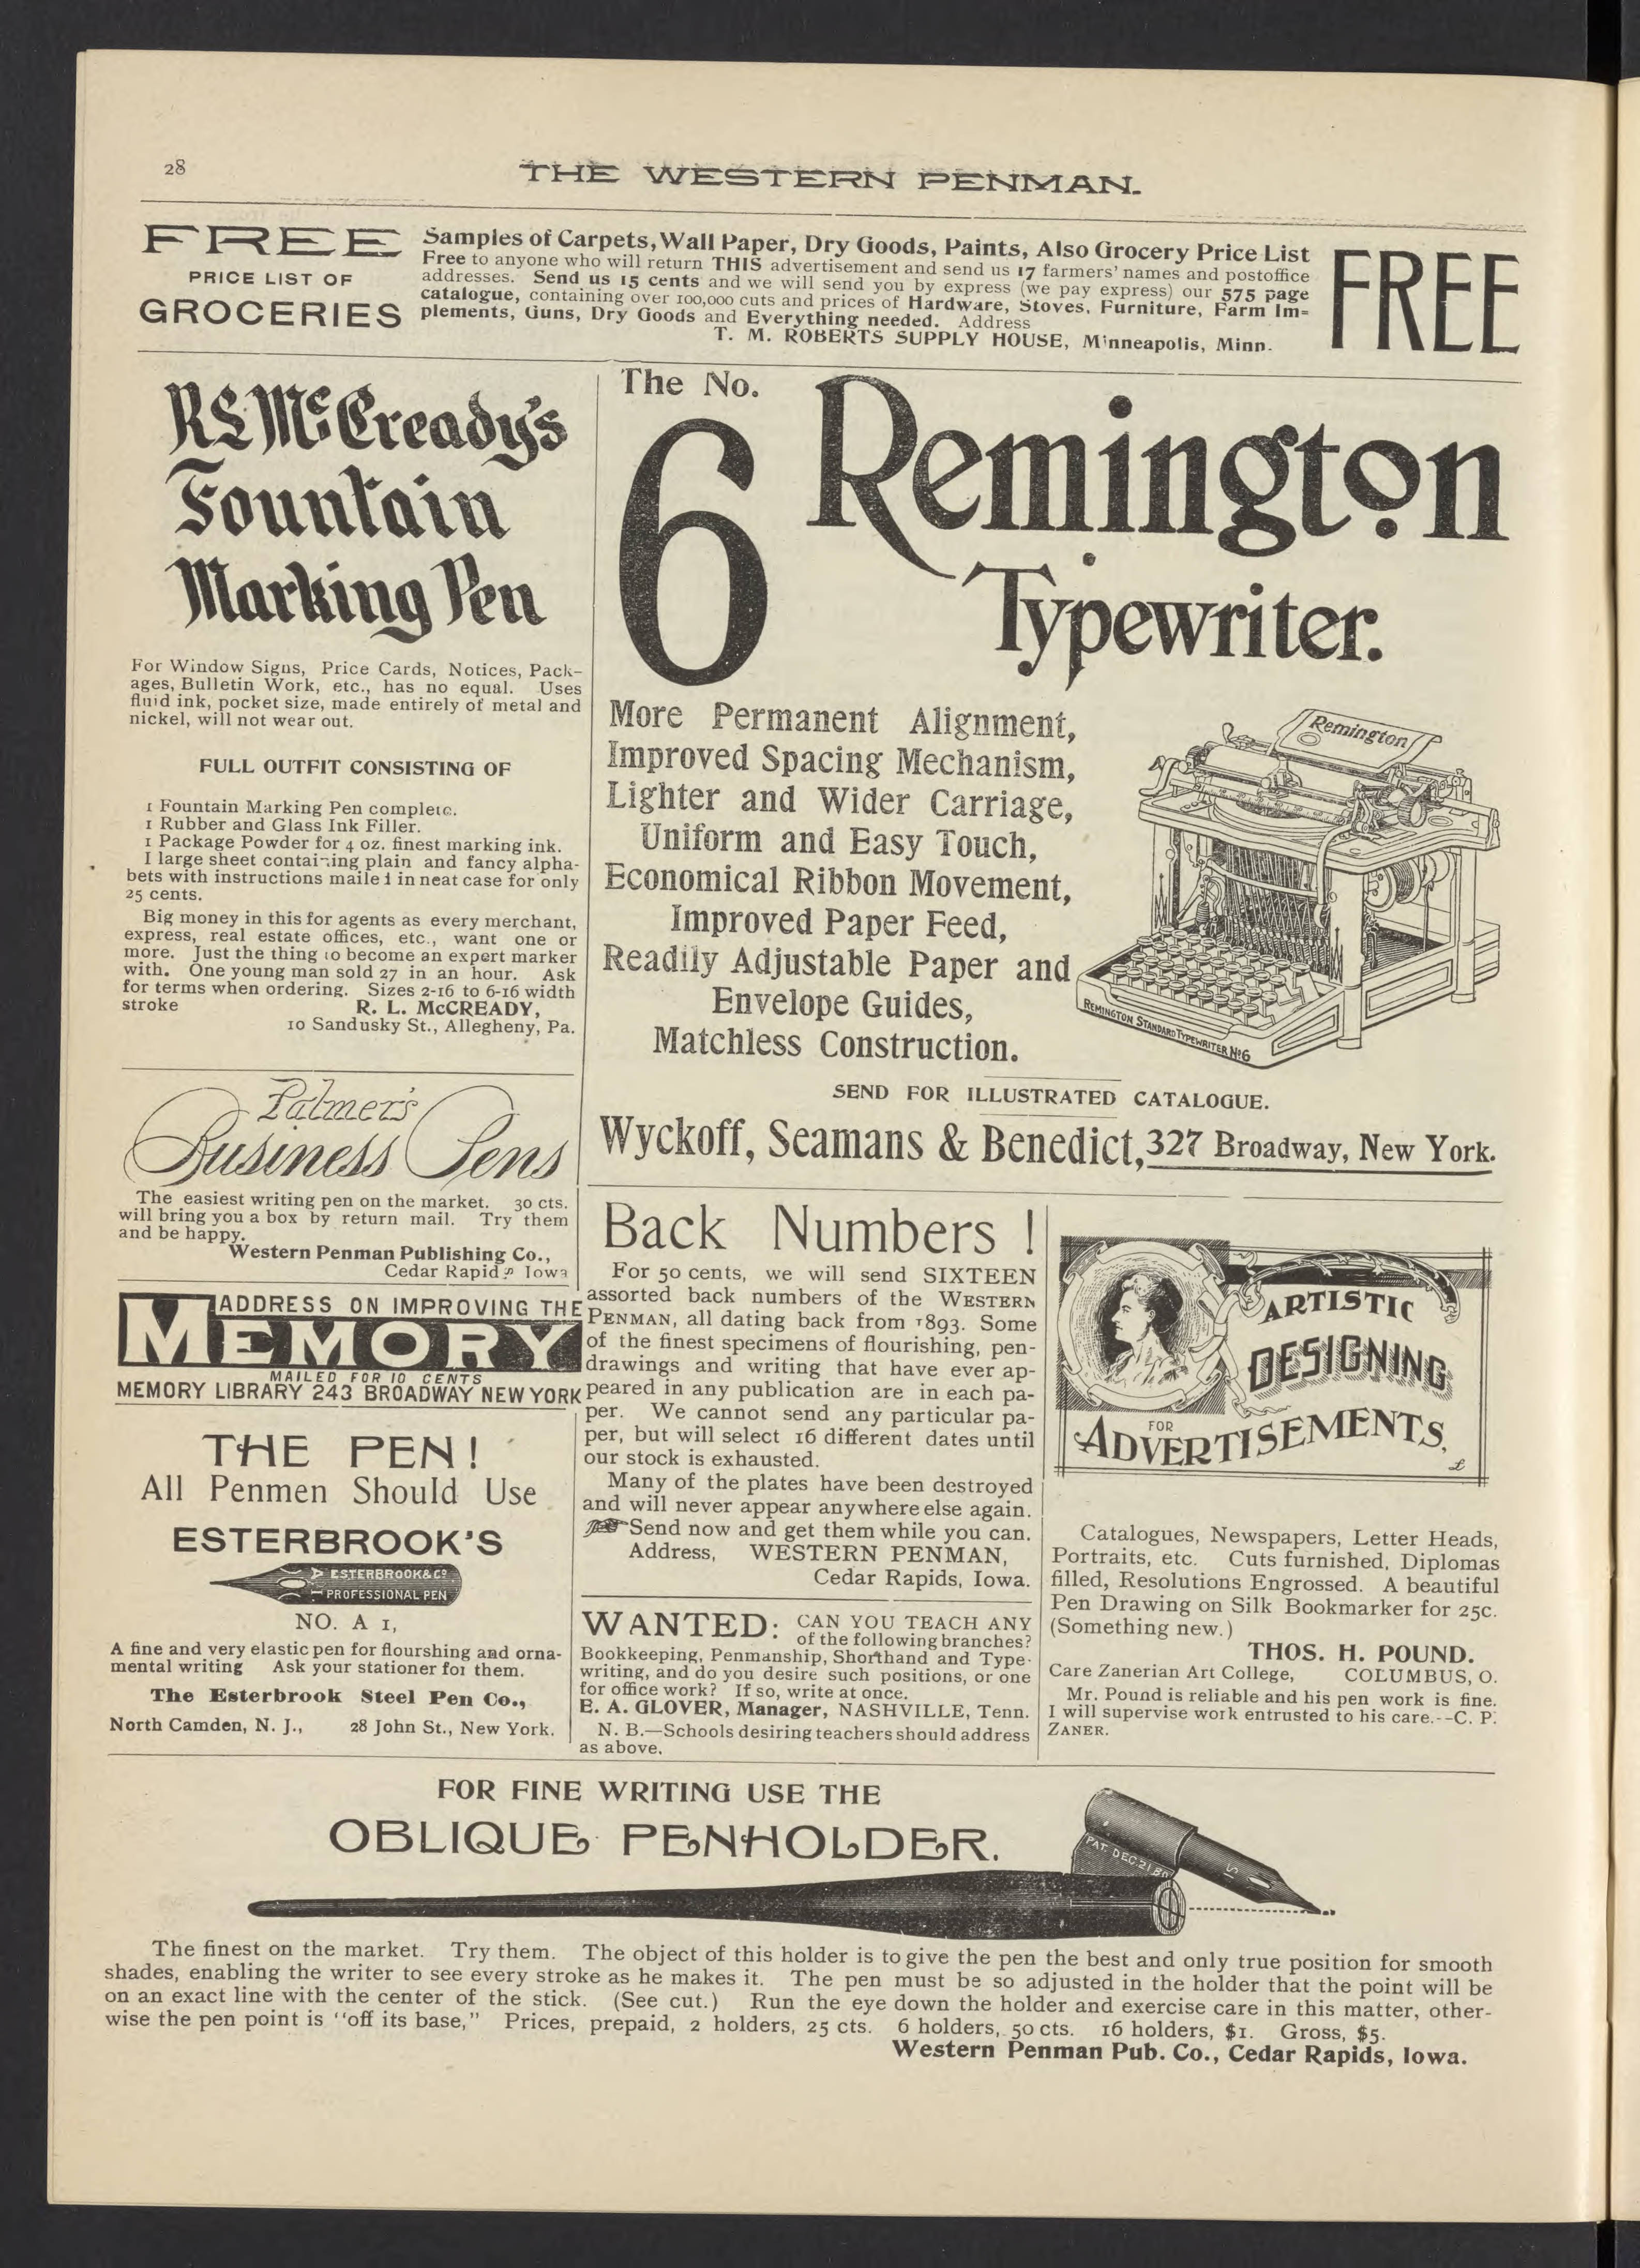 28
THE WESTERN PENMAN.
FREE
PRICE LIST OF
GROCERIES
Samples of Carpets, Wall Paper, Dry Goods, Paints, Also Grocery Price List
Free to anyone who will return THIS advertisement and send us 17 farmers' names and postoffice
addresses. Send us 15 cents and we will send you by express (we pay express) our 575 page
catalogue, containing over 100,000 cuts and prices of Hardware, Stoves, Furniture, Farm Im=
plements, Guns, Dry Goods and Everything needed. Address
T. M. ROBERTS SUPPLY HOUSE, Minneapolis, Minn.
FREE
R L McCready's
Fountain
Marking Pen
For Window Signs, Price Cards, Notices, Pack-
ages, Bulletin Work, etc., has no equal. Uses
fluid ink, pocket size, made entirely of metal and
nickel, will not wear out.
FULL OUTFIT CONSISTING OF
1 Fountain Marking Pen complete.
1 Rubber and Glass Ink Filler.
1 Package Powder for 4 oz. finest marking ink.
I large sheet containing plain and fancy alpha-
bets with instructions mailed in neat case for only
25 cents.
Big money in this for agents as every merchant,
express, real estate offices, etc., want one or
more. Just the thing to become an expert marker
with. One young man sold 27 in an hour. Ask
for terms when ordering. Sizes 2-16 to 6-16 width
stroke R. L. McCREADY,
10 Sandusky St., Allegheny, Pa.
Palmer's
Business Pens
The easiest writing pen on the market. 30 cts.
will bring you a box by return mail. Try them
and be happy.
Western Penman Publishing Co.,
Cedar Rapids Iowa
ADDRESS ON IMPROVING THE
MEMORY
MAILED FOR 10 CENTS
MEMORY LIBRARY 243 BROADWAY NEW YORK
THE PEN!
All Penmen Should Use
ESTERBROOK'S
A 1 ESTERBROOK & Co
PROFESSIONAL PEN
NO. A 1,
A fine and very elastic pen for flourshing and orna-
mental writing Ask your stationer for them.
The Esterbrook Steel Pen Co.,
North Camden, N. J., 28 John St., New York.
The No.
6
Remington
Typewriter.
More Permanent Alignment,
Improved Spacing Mechanism,
Lighter and Wider Carriage,
Uniform and Easy Touch,
Economical Ribbon Movement,
Improved Paper Feed,
Readily Adjustable Paper and
Envelope Guides,
Matchless Construction.
Remington
REMINGTON STANDARD TYPEWRITER No 6
SEND FOR ILLUSTRATED CATALOGUE.
Wyckoff, Seamans & Benedict, 327 Broadway, New York.
Back Numbers !
For 50 cents, we will send SIXTEEN
assorted back numbers of the WESTERN
PENMAN, all dating back from 1893. Some
of the finest specimens of flourishing, pen-
drawings and writing that have ever ap-
peared in any publication are in each pa-
per. We cannot send any particular pa-
per, but will select 16 different dates until
our stock is exhausted.
Many of the plates have been destroyed
and will never appear anywhere else again.
Send now and get them while you can.
Address, WESTERN PENMAN,
Cedar Rapids, Iowa.
WANTED: CAN YOU TEACH ANY
of the following branches?
Bookkeeping, Penmanship, Shorthand and Type-
writing, and do you desire such positions, or one
for office work? If so, write at once.
E. A. GLOVER, Manager, NASHVILLE, Tenn.
N. B.—Schools desiring teachers should address
as above.
ARTISTIC
DESIGNING
FOR
ADVERTISEMENTS,
Catalogues, Newspapers, Letter Heads,
Portraits, etc. Cuts furnished, Diplomas
filled, Resolutions Engrossed. A beautiful
Pen Drawing on Silk Bookmarker for 25c.
(Something new.)
THOS. H. POUND.
Care Zanerian Art College, COLUMBUS, O.
Mr. Pound is reliable and his pen work is fine.
I will supervise work entrusted to his care.--C. P.
ZANER.
FOR FINE WRITING USE THE
OBLIQUE PENHOLDER.
PAT. DEC. 21 80
The finest on the market. Try them. The object of this holder is to give the pen the best and only true position for smooth
shades, enabling the writer to see every stroke as he makes it. The pen must be so adjusted in the holder that the point will be
on an exact line with the center of the stick. (See cut.) Run the eye down the holder and exercise care in this matter, other-
wise the pen point is "off its base," Prices, prepaid, 2 holders, 25 cts. 6 holders, 50 cts. 16 holders, $1. Gross, $5.
Western Penman Pub. Co., Cedar Rapids, Iowa.